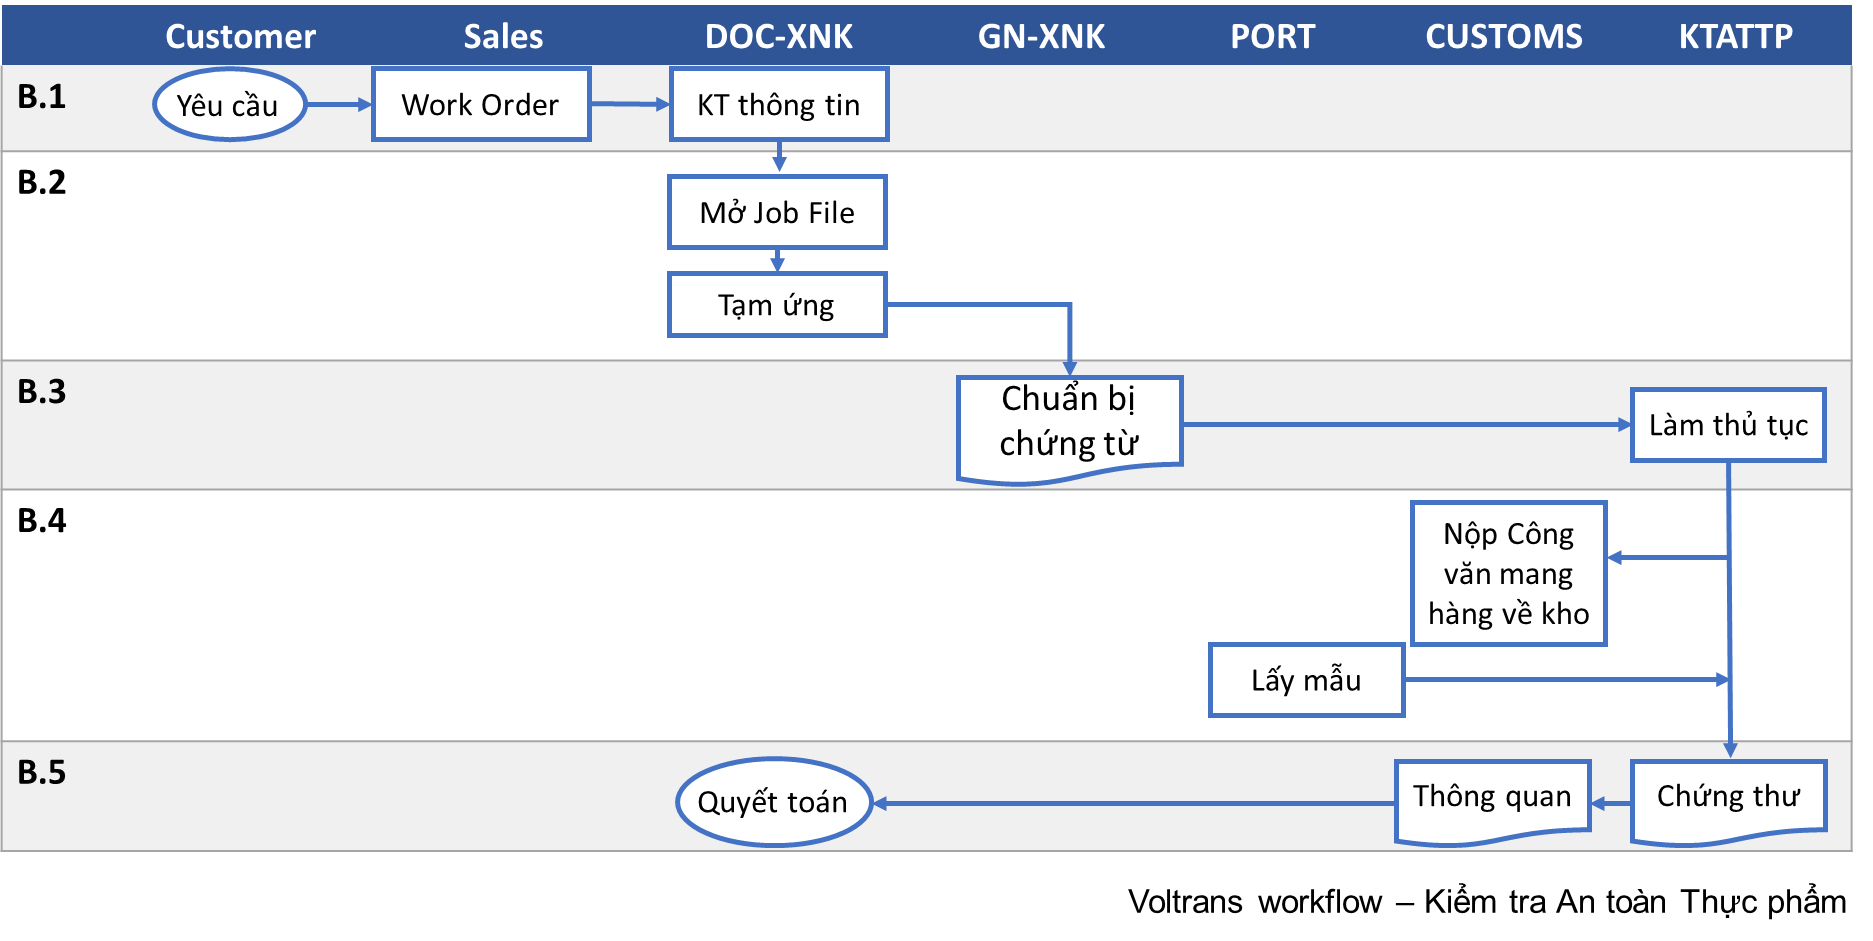 Customer Sales DOC-XNK GN-XNK PORT CUSTOMS KTATTP
B.1
Yêu cầu
Work Order
KT thông tin
B.2
Mở Job File
Tạm ứng
B.3
Chuẩn bị
chứng từ
Làm thủ tục
B.4
Nộp Công
văn mang
hàng về kho
Lấy mẫu
B.5
Quyết toán
Thông quan
Chứng thư
Voltrans workflow – Kiểm tra An toàn Thực phẩm